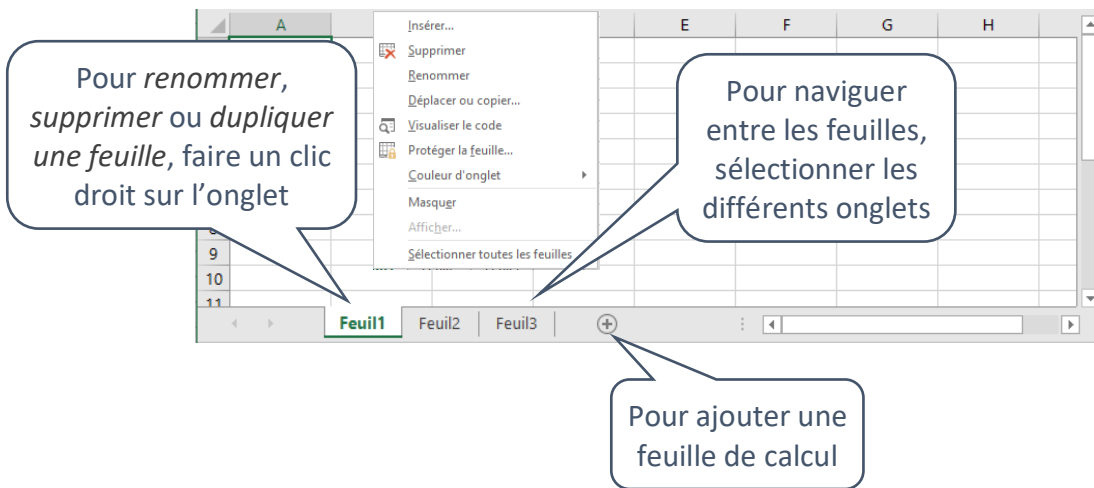 A E F G H
Insérer...
Supprimer
Renommer
Déplacer ou copier...
Visualiser le code
Protéger la feuille...
Couleur d'onglet
Masquer
Afficher...
Sélectionner toutes les feuilles
Pour renommer,
supprimer ou dupliquer
une feuille, faire un clic
droit sur l’onglet
Pour naviguer
entre les feuilles,
sélectionner les
différents onglets
9
10
11
Feuil1 Feuil2 Feuil3
Pour ajouter une
feuille de calcul